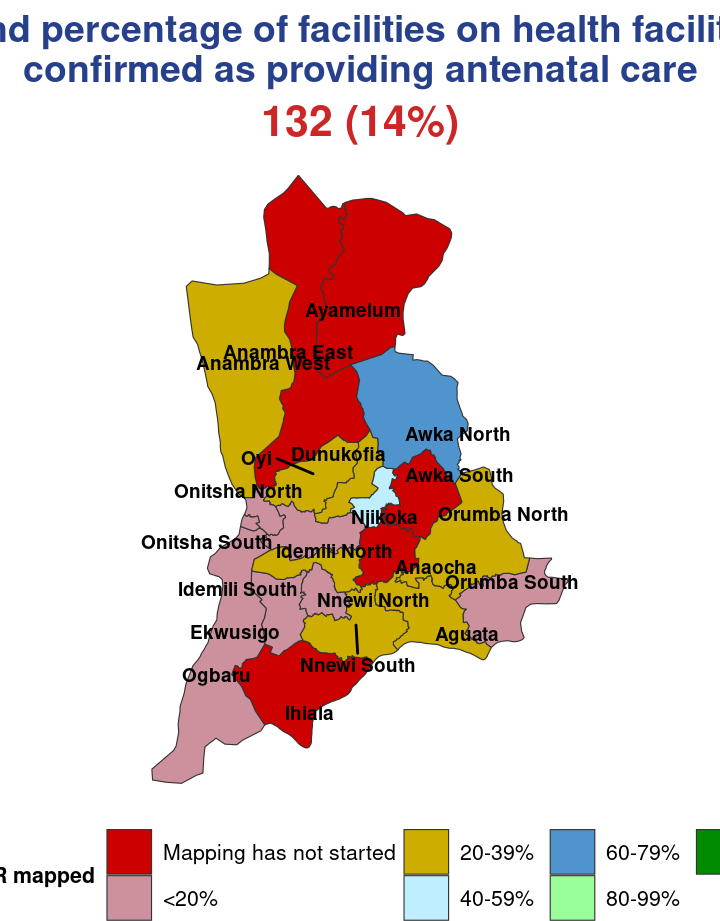 nd percentage of facilities on health facilit
confirmed as providing antenatal care
132 (14%)
Ayamelum
Anambra East
Anambra West
Awka North
Dunukofia
Oyi
Awka South
Onitsha North
Orumba North
Njikoka
Onitsha South
Idemili North
Anaocha
Orumba South
Idemili South
Nnewi North
Ekwusigo
Aguata
Nnewi South
Ogbaru
Ihiala
Mapping has not started
20-39%
60-79%
R mapped
<20%
40-59%
80-99%